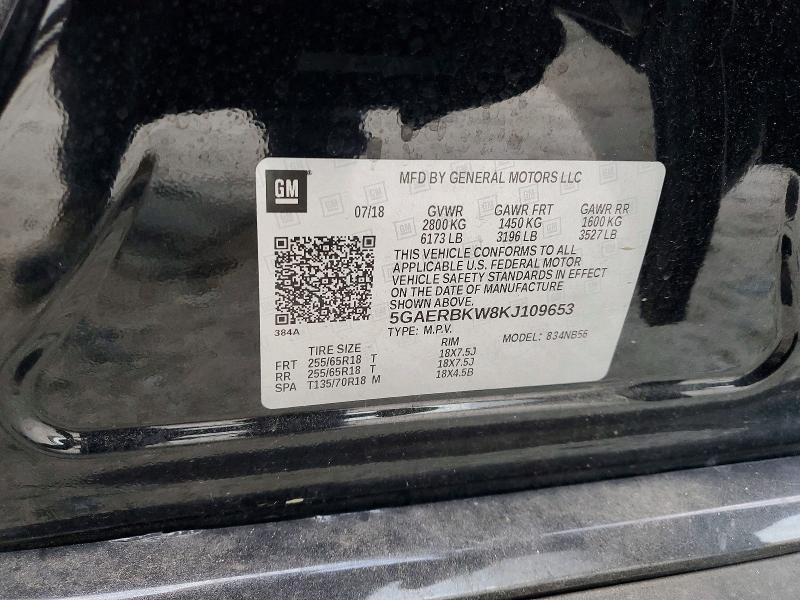 GM
MFD BY GENERAL MOTORS LLC
07/18 GVWR GAWR FRT GAWR RR
2800 KG 1450 KG 1600 KG
6173 LB 3196 LB 3527 LB
THIS VEHICLE CONFORMS TO ALL
APPLICABLE U.S. FEDERAL MOTOR
VEHICLE SAFETY STANDARDS IN EFFECT
ON THE DATE OF MANUFACTURE
SHOWN ABOVE.
5GAERBKW8KJ109653
384A
TYPE: M.P.V. MODEL: 834NB56
TIRE SIZE RIM
FRT 255/65R18 T 18X7.5J
RR 255/65R18 T 18X7.5J
SPA T135/70R18 M 18X4.5B